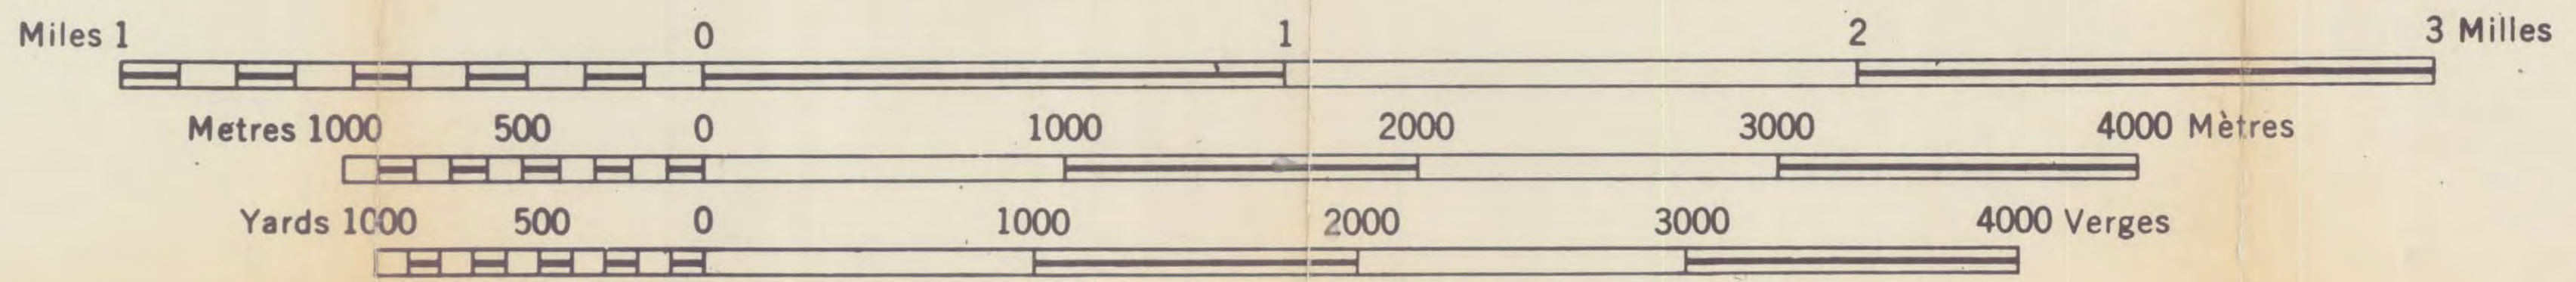 Miles 1 0 1 2 3 Milles
Metres 1000 500 0 1000 2000 3000 4000 Mètres
Yards 1000 500 0 1000 2000 3000 4000 Verges